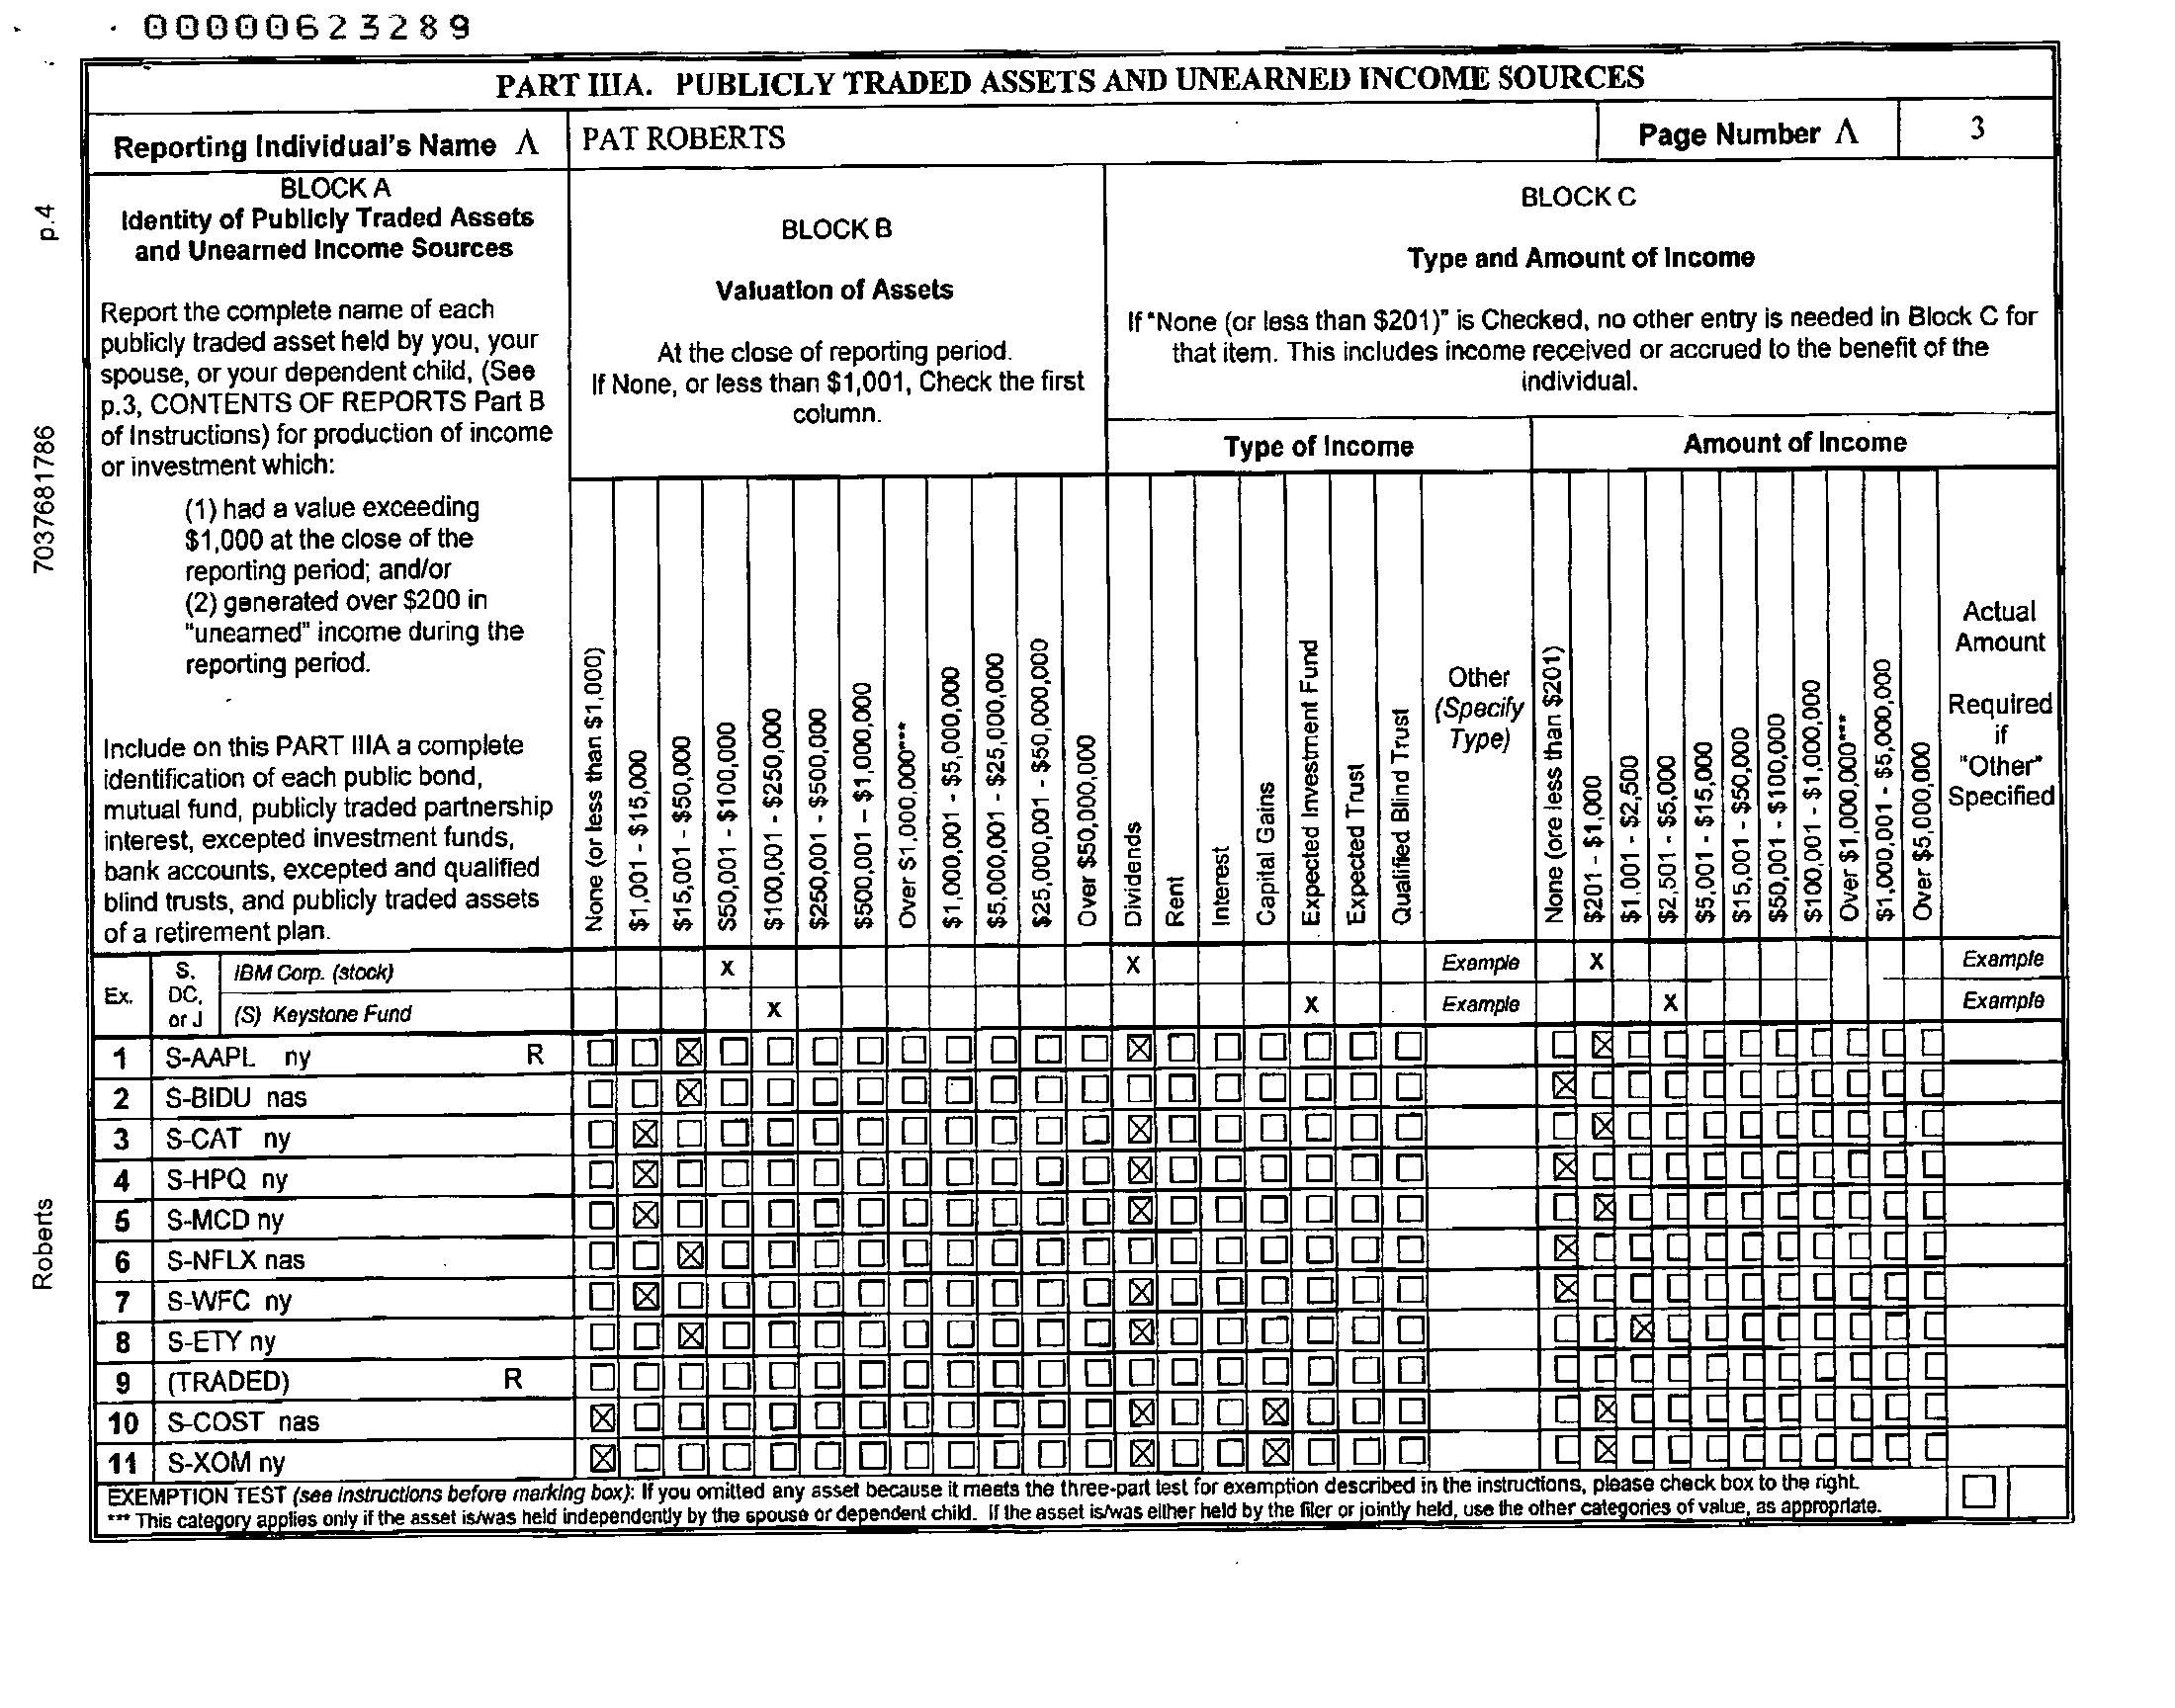 00000623289
PART IIIA. PUBLICLY TRADED ASSETS AND UNEARNED INCOME SOURCES
Reporting Individual's Name Λ
PAT ROBERTS
Page Number Λ
3
BLOCK A
Identity of Publicly Traded Assets
and Unearned Income Sources
Report the complete name of each
publicly traded asset held by you, your
spouse, or your dependent child, (See
p.3, CONTENTS OF REPORTS Part B
of Instructions) for production of income
or investment which:
(1) had a value exceeding
$1,000 at the close of the
reporting period; and/or
(2) generated over $200 in
"unearned" income during the
reporting period.
Include on this PART IIIA a complete
identification of each public bond,
mutual fund, publicly traded partnership
interest, excepted investment funds,
bank accounts, excepted and qualified
blind trusts, and publicly traded assets
of a retirement plan.
BLOCK B
Valuation of Assets
At the close of reporting period.
If None, or less than $1,001, Check the first
column.
BLOCK C
Type and Amount of Income
If "None (or less than $201)" is Checked, no other entry is needed in Block C for
that item. This includes income received or accrued to the benefit of the
individual.
Type of Income
Amount of Income
None (or less than $1,000)
$1,001 - $15,000
$15,001 - $50,000
$50,001 - $100,000
$100,001 - $250,000
$250,001 - $500,000
$500,001 – $1,000,000
Over $1,000,000***
$1,000,001 - $5,000,000
$5,000,001 - $25,000,000
$25,000,001 - $50,000,000
Over $50,000,000
Dividends
Rent
Interest
Capital Gains
Expected Investment Fund
Expected Trust
Qualified Blind Trust
Other
(Specify
Type)
None (ore less than $201)
$201 - $1,000
$1,001 - $2,500
$2,501 - $5,000
$5,001 - $15,000
$15,001 - $50,000
$50,001 - $100,000
$100,001 - $1,000,000
Over $1,000,000***
$1,000,001 - $5,000,000
Over $5,000,000
Actual
Amount
Required
if
"Other"
Specified
Ex.
S,
DC,
or J
IBM Corp. (stock) X X Example X Example
(S) Keystone Fund X X Example X Example
1 S-AAPL ny R
2 S-BIDU nas
3 S-CAT ny
4 S-HPQ ny
5 S-MCD ny
6 S-NFLX nas
7 S-WFC ny
8 S-ETY ny
9 (TRADED) R
10 S-COST nas
11 S-XOM ny
EXEMPTION TEST (see instructions before marking box): If you omitted any asset because it meets the three-part test for exemption described in the instructions, please check box to the right.
*** This category applies only if the asset is/was held independently by the spouse or dependent child. If the asset is/was either held by the filer or jointly held, use the other categories of value, as appropriate.
p.4
7037681786
Roberts